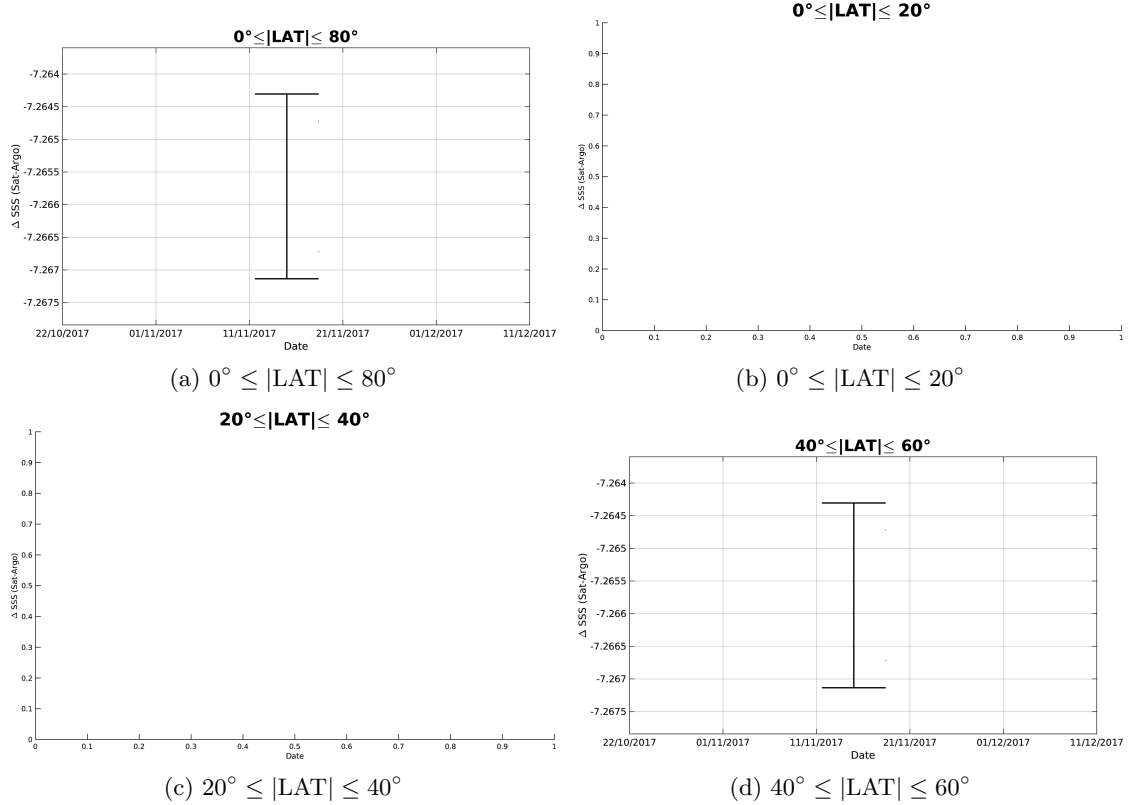 0°≤|LAT|≤ 80°
-7.264
-7.2645
-7.265
-7.2655
-7.266
-7.2665
-7.267
-7.2675
Δ SSS (Sat-Argo)
22/10/2017 01/11/2017 11/11/2017 21/11/2017 01/12/2017 11/12/2017
Date
(a) 0° ≤ |LAT| ≤ 80°
0°≤|LAT|≤ 20°
1
0.9
0.8
0.7
0.6
0.5
0.4
0.3
0.2
0.1
0
Δ SSS (Sat-Argo)
0 0.1 0.2 0.3 0.4 0.5 0.6 0.7 0.8 0.9 1
Date
(b) 0° ≤ |LAT| ≤ 20°
20°≤|LAT|≤ 40°
1
0.9
0.8
0.7
0.6
0.5
0.4
0.3
0.2
0.1
0
Δ SSS (Sat-Argo)
0 0.1 0.2 0.3 0.4 0.5 0.6 0.7 0.8 0.9 1
Date
(c) 20° ≤ |LAT| ≤ 40°
40°≤|LAT|≤ 60°
-7.264
-7.2645
-7.265
-7.2655
-7.266
-7.2665
-7.267
-7.2675
Δ SSS (Sat-Argo)
22/10/2017 01/11/2017 11/11/2017 21/11/2017 01/12/2017 11/12/2017
Date
(d) 40° ≤ |LAT| ≤ 60°